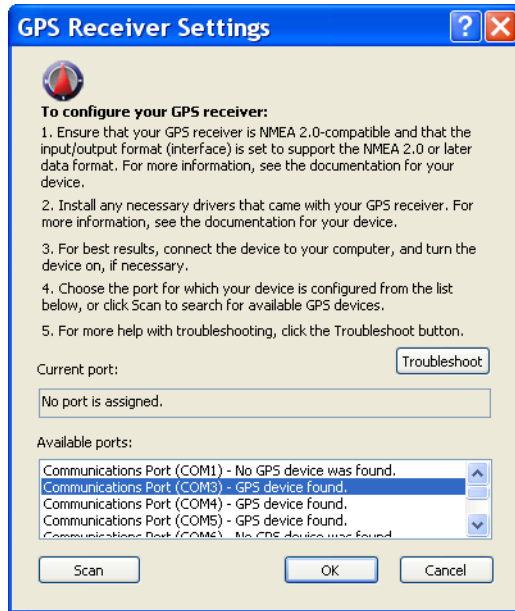 GPS Receiver Settings
To configure your GPS receiver:
1. Ensure that your GPS receiver is NMEA 2.0-compatible and that the
input/output format (interface) is set to support the NMEA 2.0 or later
data format. For more information, see the documentation for your
device.
2. Install any necessary drivers that came with your GPS receiver. For
more information, see the documentation for your device.
3. For best results, connect the device to your computer, and turn the
device on, if necessary.
4. Choose the port for which your device is configured from the list
below, or click Scan to search for available GPS devices.
5. For more help with troubleshooting, click the Troubleshoot button.
Troubleshoot
Current port:
No port is assigned.
Available ports:
Communications Port (COM1) - No GPS device was found.
Communications Port (COM3) - GPS device found.
Communications Port (COM4) - GPS device found.
Communications Port (COM5) - GPS device found.
Communications Port (COM6) - No GPS device was found.
Scan
OK
Cancel